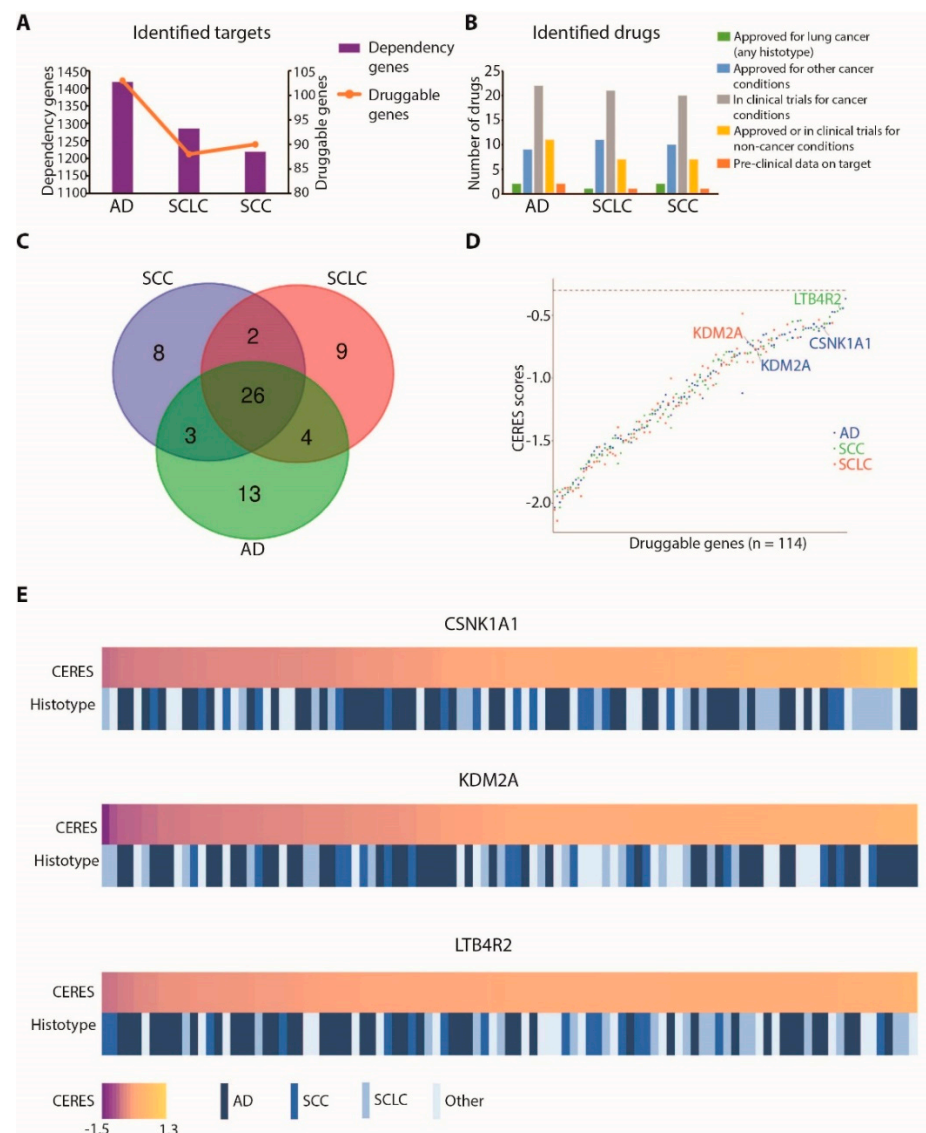 A
Identified targets
Dependency
genes
Druggable
genes
Dependency genes
1450
1400
1350
1300
1250
1200
1150
1100
105
100
95
90
85
80
Druggable genes
AD
SCLC
SCC
B
Identified drugs
Approved for lung cancer
(any histotype)
Approved for other cancer
conditions
In clinical trials for cancer
conditions
Approved or in clinical trials for
non-cancer conditions
Pre-clinical data on target
Number of drugs
25
20
15
10
5
0
AD
SCLC
SCC
C
SCC
SCLC
8
2
9
26
3
4
13
AD
D
LTB4R2
KDM2A
CSNK1A1
KDM2A
CERES scores
-0.5
-1.0
-1.5
-2.0
AD
SCC
SCLC
Druggable genes (n = 114)
E
CSNK1A1
CERES
Histotype
KDM2A
CERES
Histotype
LTB4R2
CERES
Histotype
CERES
-1.5
1.3
AD
SCC
SCLC
Other